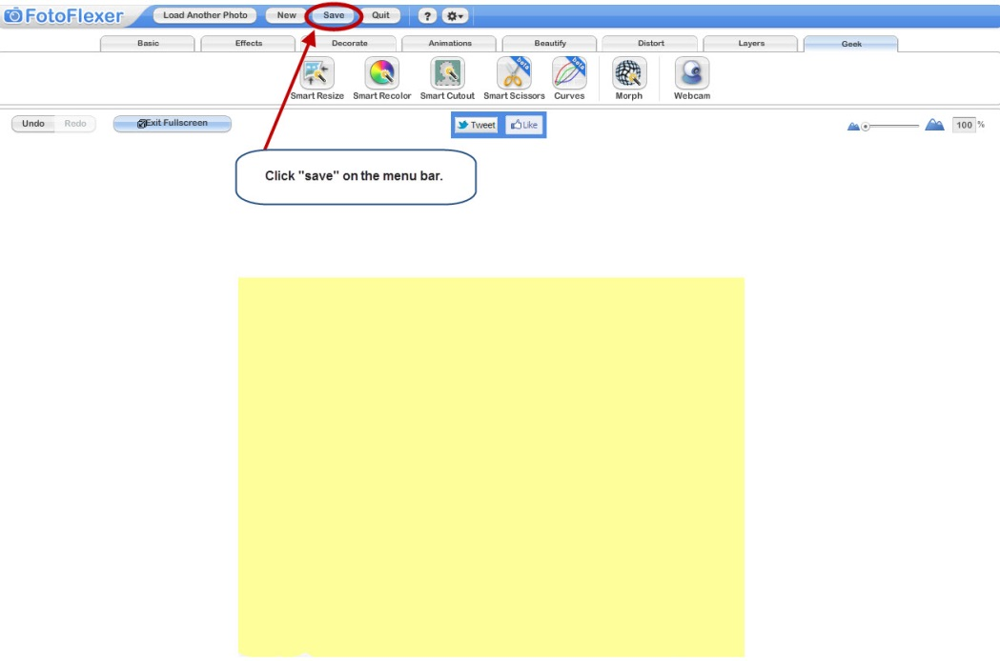 FotoFlexer Load Another Photo New Save Quit ?
Basic Effects Decorate Animations Beautify Distort Layers Geek
beta beta
Smart Resize Smart Recolor Smart Cutout Smart Scissors Curves Morph Webcam
Undo Redo Exit Fullscreen Tweet Like 100 %
Click "save" on the menu bar.